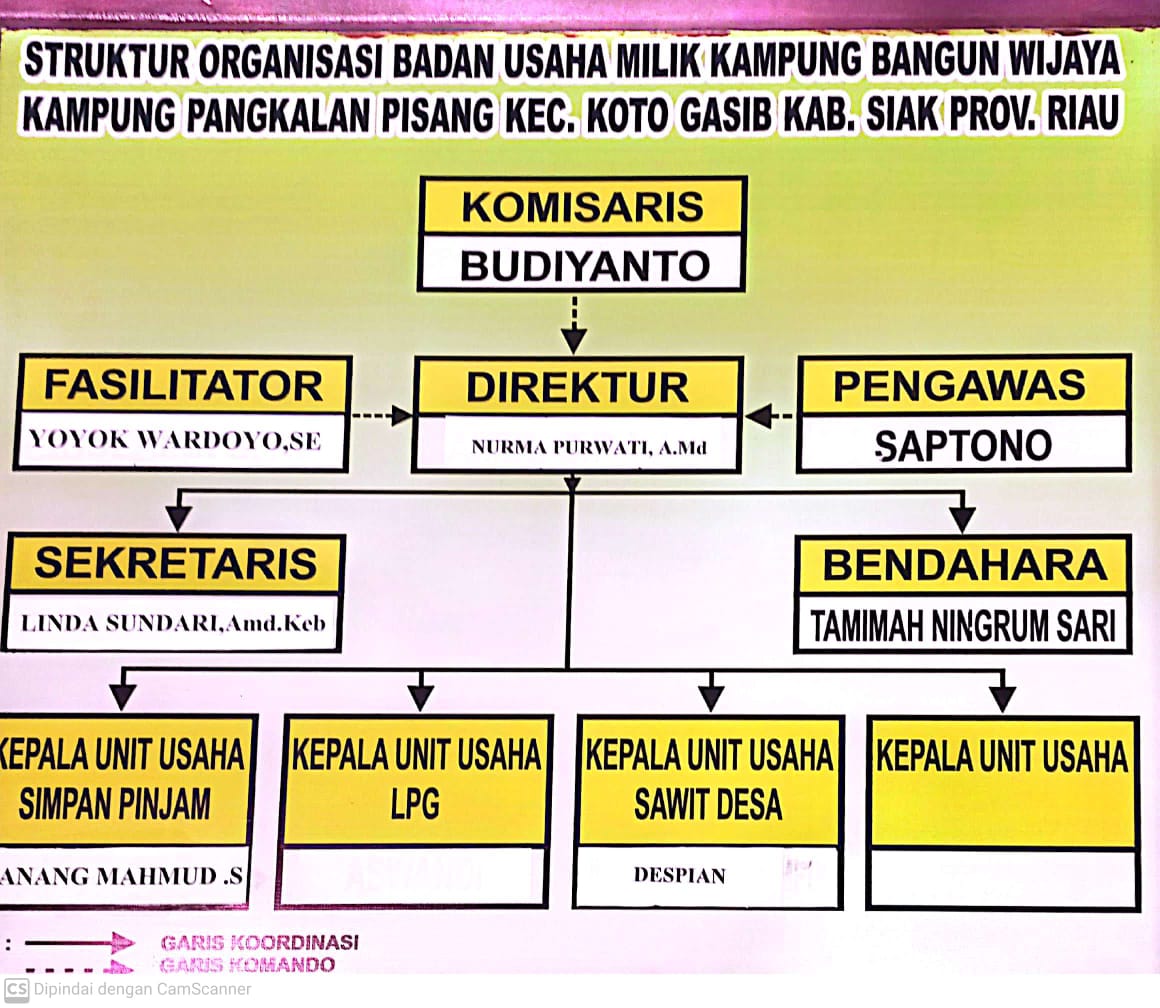 STRUKTUR ORGANISASI BADAN USAHA MILIK KAMPUNG BANGUN WIJAYA
KAMPUNG PANGKALAN PISANG KEC. KOTO GASIB KAB. SIAK PROV. RIAU
KOMISARIS
BUDIYANTO
FASILITATOR
YOYOK WARDOYO,SE
DIREKTUR
NURMA PURWATI, A.Md
PENGAWAS
SAPTONO
SEKRETARIS
LINDA SUNDARI,Amd.Keb
BENDAHARA
TAMIMAH NINGRUM SARI
KEPALA UNIT USAHA
SIMPAN PINJAM
ANANG MAHMUD .S
KEPALA UNIT USAHA
LPG
KEPALA UNIT USAHA
SAWIT DESA
DESPIAN
KEPALA UNIT USAHA
: GARIS KOORDINASI
GARIS KOMANDO
CS Dipindai dengan CamScanner